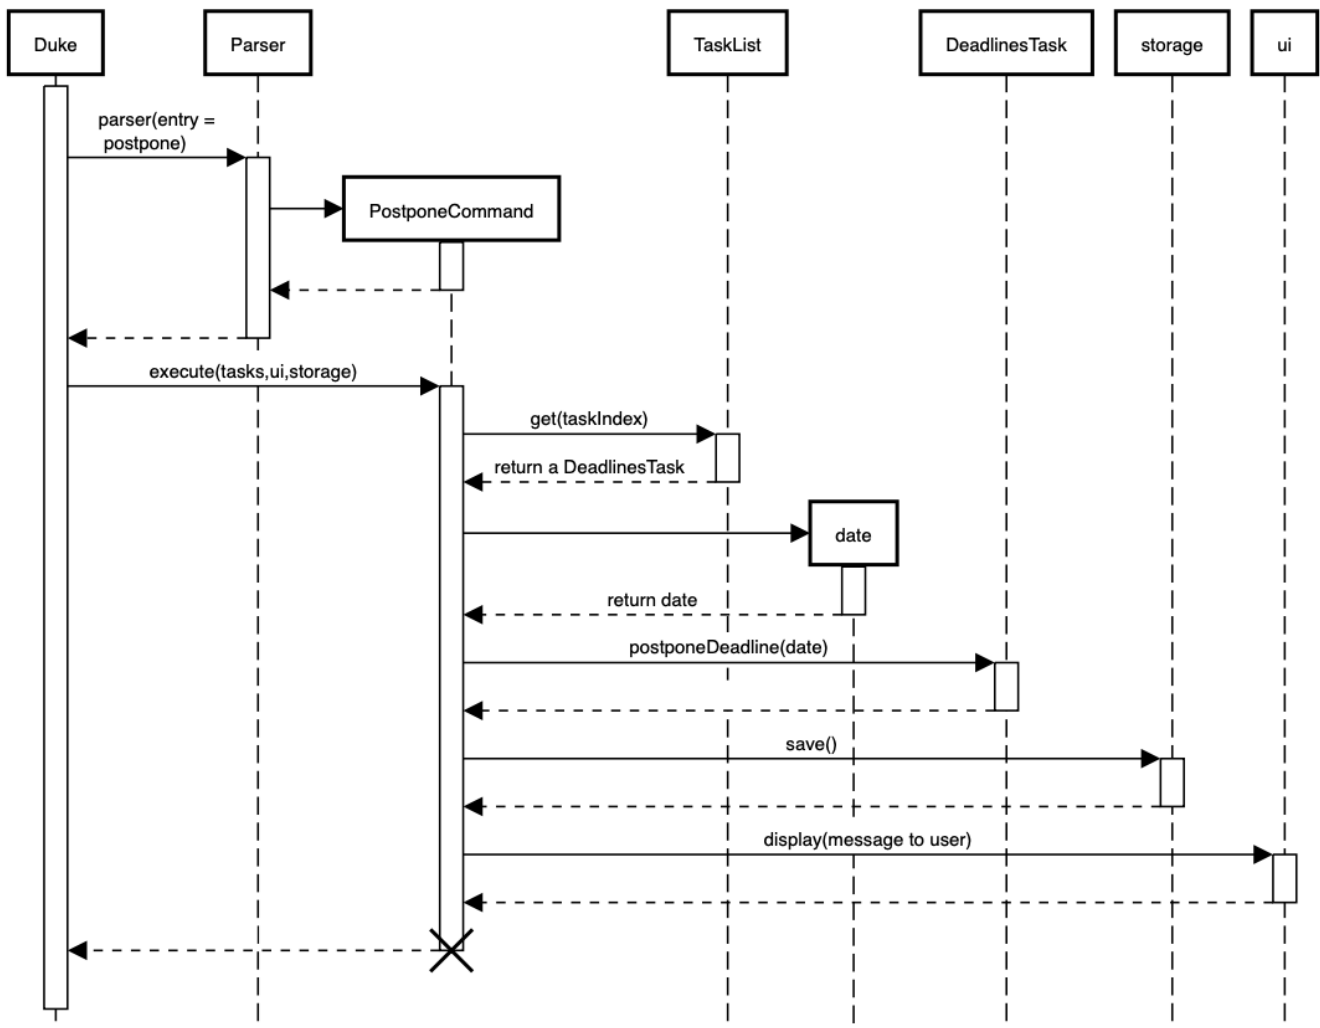 Duke
Parser
TaskList
DeadlinesTask
storage
ui
parser(entry =
postpone)
PostponeCommand
execute(tasks,ui,storage)
get(taskIndex)
return a DeadlinesTask
date
return date
postponeDeadline(date)
save()
display(message to user)